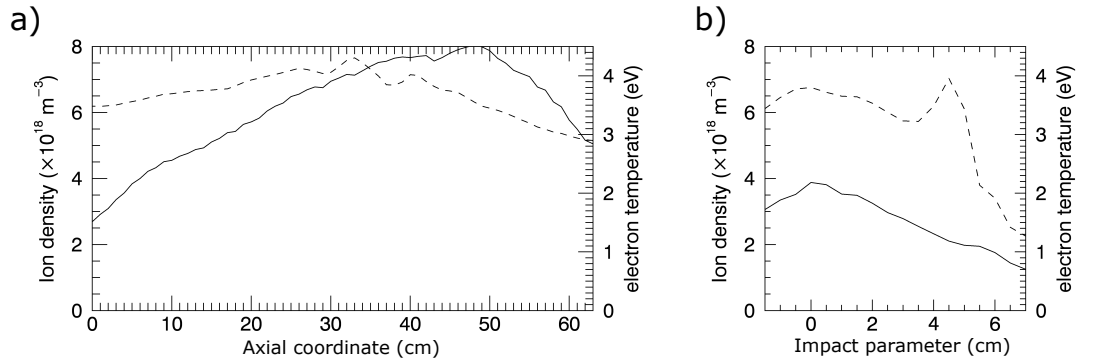 a)
8
6
4
2
0
Ion density (×10¹⁸ m⁻³)
4
3
2
1
0
electron temperature (eV)
0 10 20 30 40 50 60
Axial coordinate (cm)
b)
8
6
4
2
0
Ion density (×10¹⁸ m⁻³)
4
3
2
1
0
electron temperature (eV)
0 2 4 6
Impact parameter (cm)